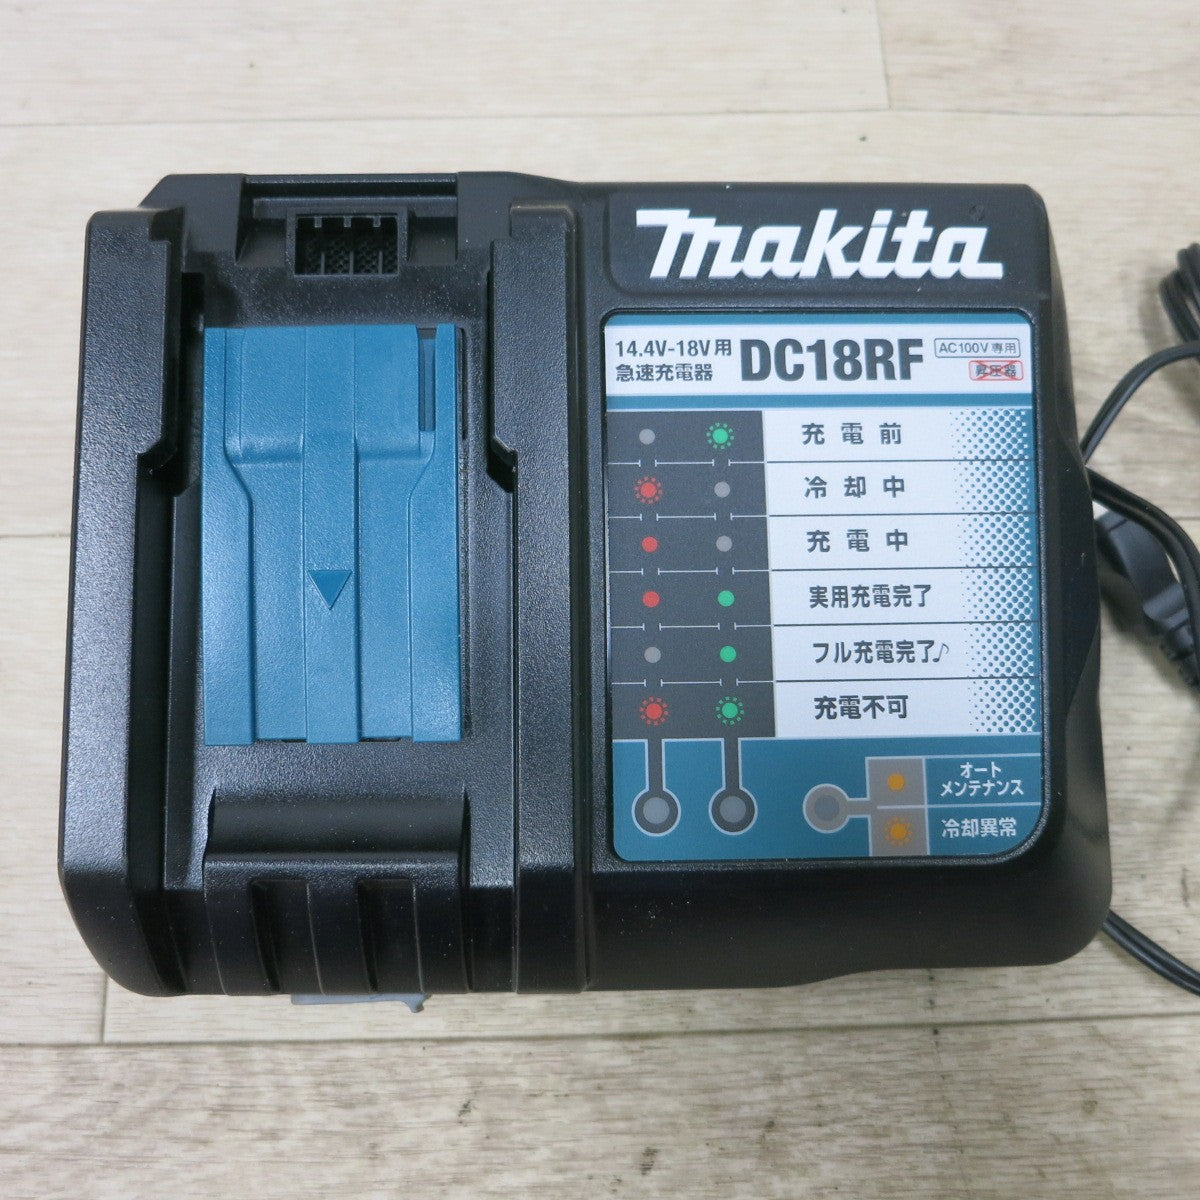 makita
14.4V-18V用
急速充電器
DC18RF
AC100V専用
昇圧器
充電前
冷却中
充電中
実用充電完了
フル充電完了♪
充電不可
オート
メンテナンス
冷却異常